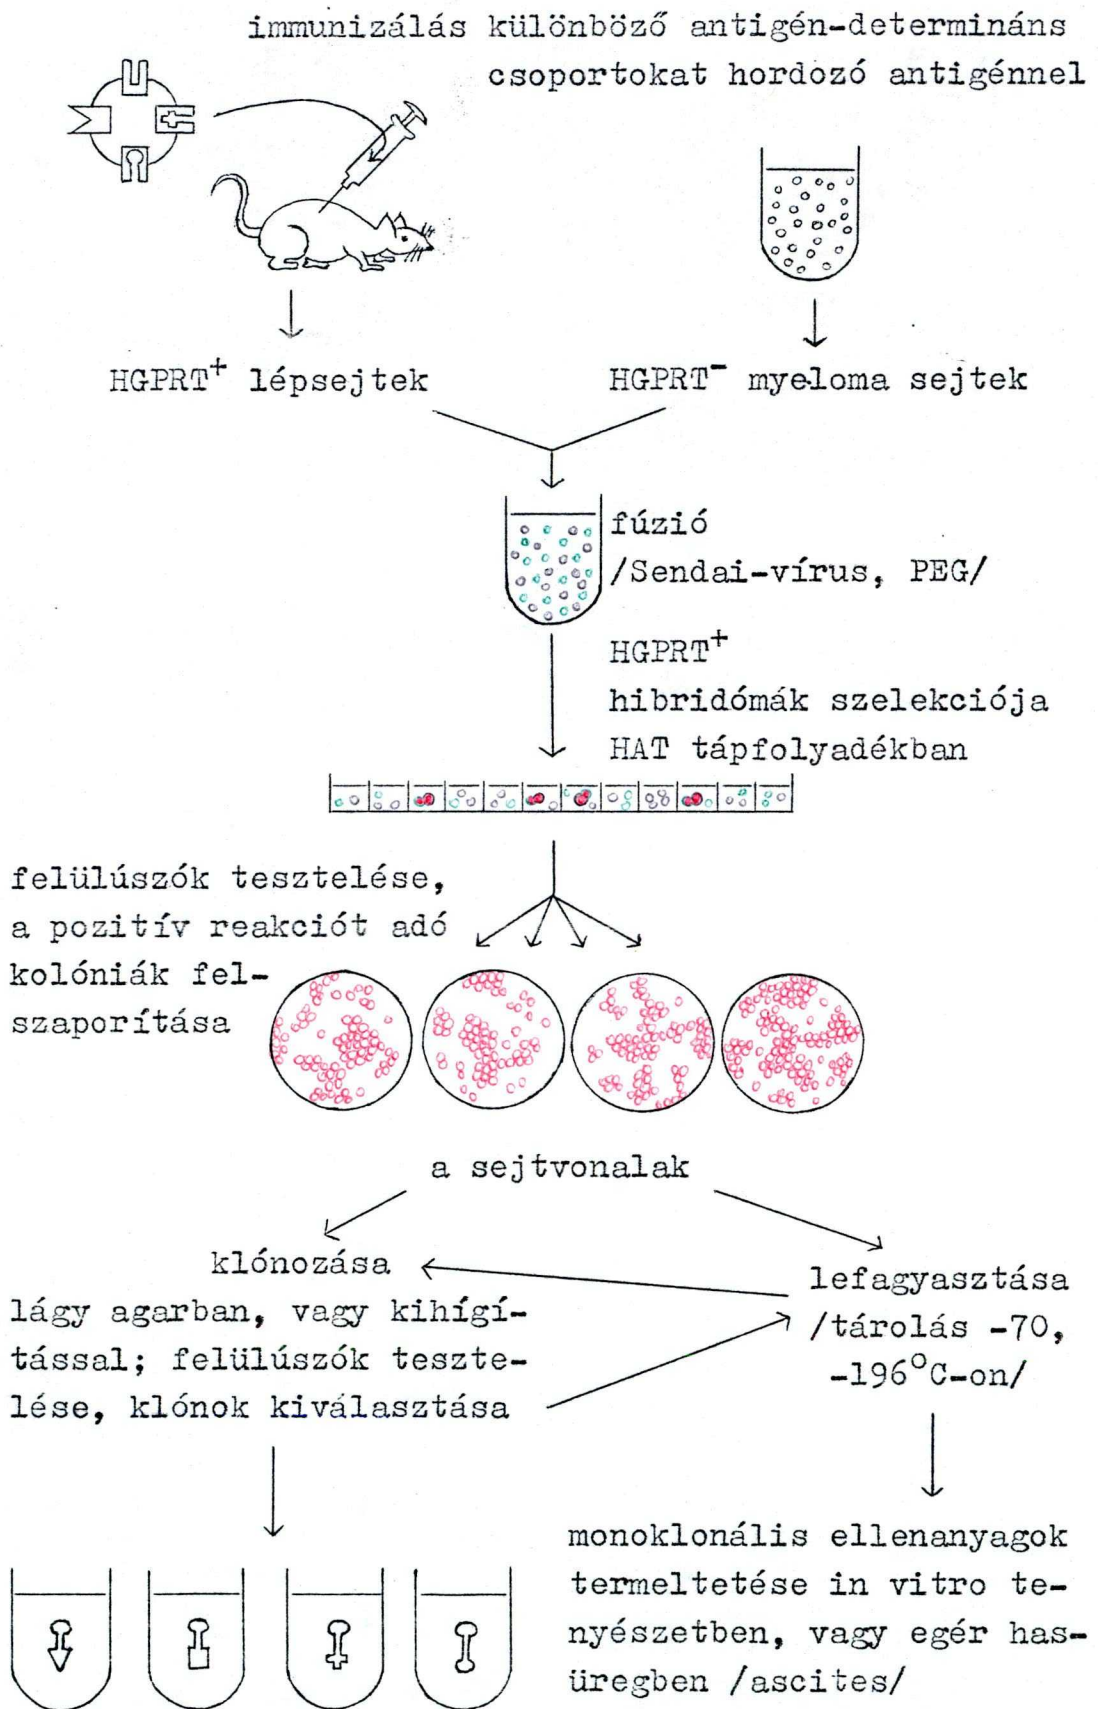 immunizálás különböző antigén-determináns
csoportokat hordozó antigénnel
HGPRT⁺ lépsejtek
HGPRT⁻ myeloma sejtek
fúzió
/Sendai-vírus, PEG/
HGPRT⁺
hibridómák szelekciója
HAT tápfolyadékban
felülúszók tesztelése,
a pozitív reakciót adó
kolóniák fel-
szaporítása
a sejtvonalak
klónozása
lágy agarban, vagy kihígí-
tással; felülúszók teszte-
lése, klónok kiválasztása
lefagyasztása
/tárolás -70,
-196°C-on/
monoklonális ellenanyagok
termeltetése in vitro te-
nyészetben, vagy egér has-
üregben /ascites/